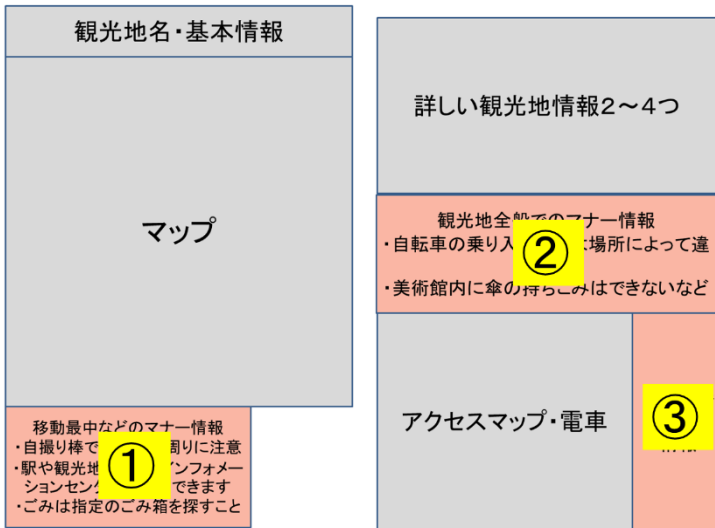 観光地名・基本情報
マップ
移動最中などのマナー情報
・自撮り棒で 周りに注意
・駅や観光地 インフォメー
ションセンタ できます
・ごみは指定のごみ箱を探すこと
①
詳しい観光地情報2～4つ
観光地全般でのマナー情報
・自転車の乗り入 場所によって違
・美術館内に傘の持ちこみはできないなど
②
アクセスマップ・電車
③
情報